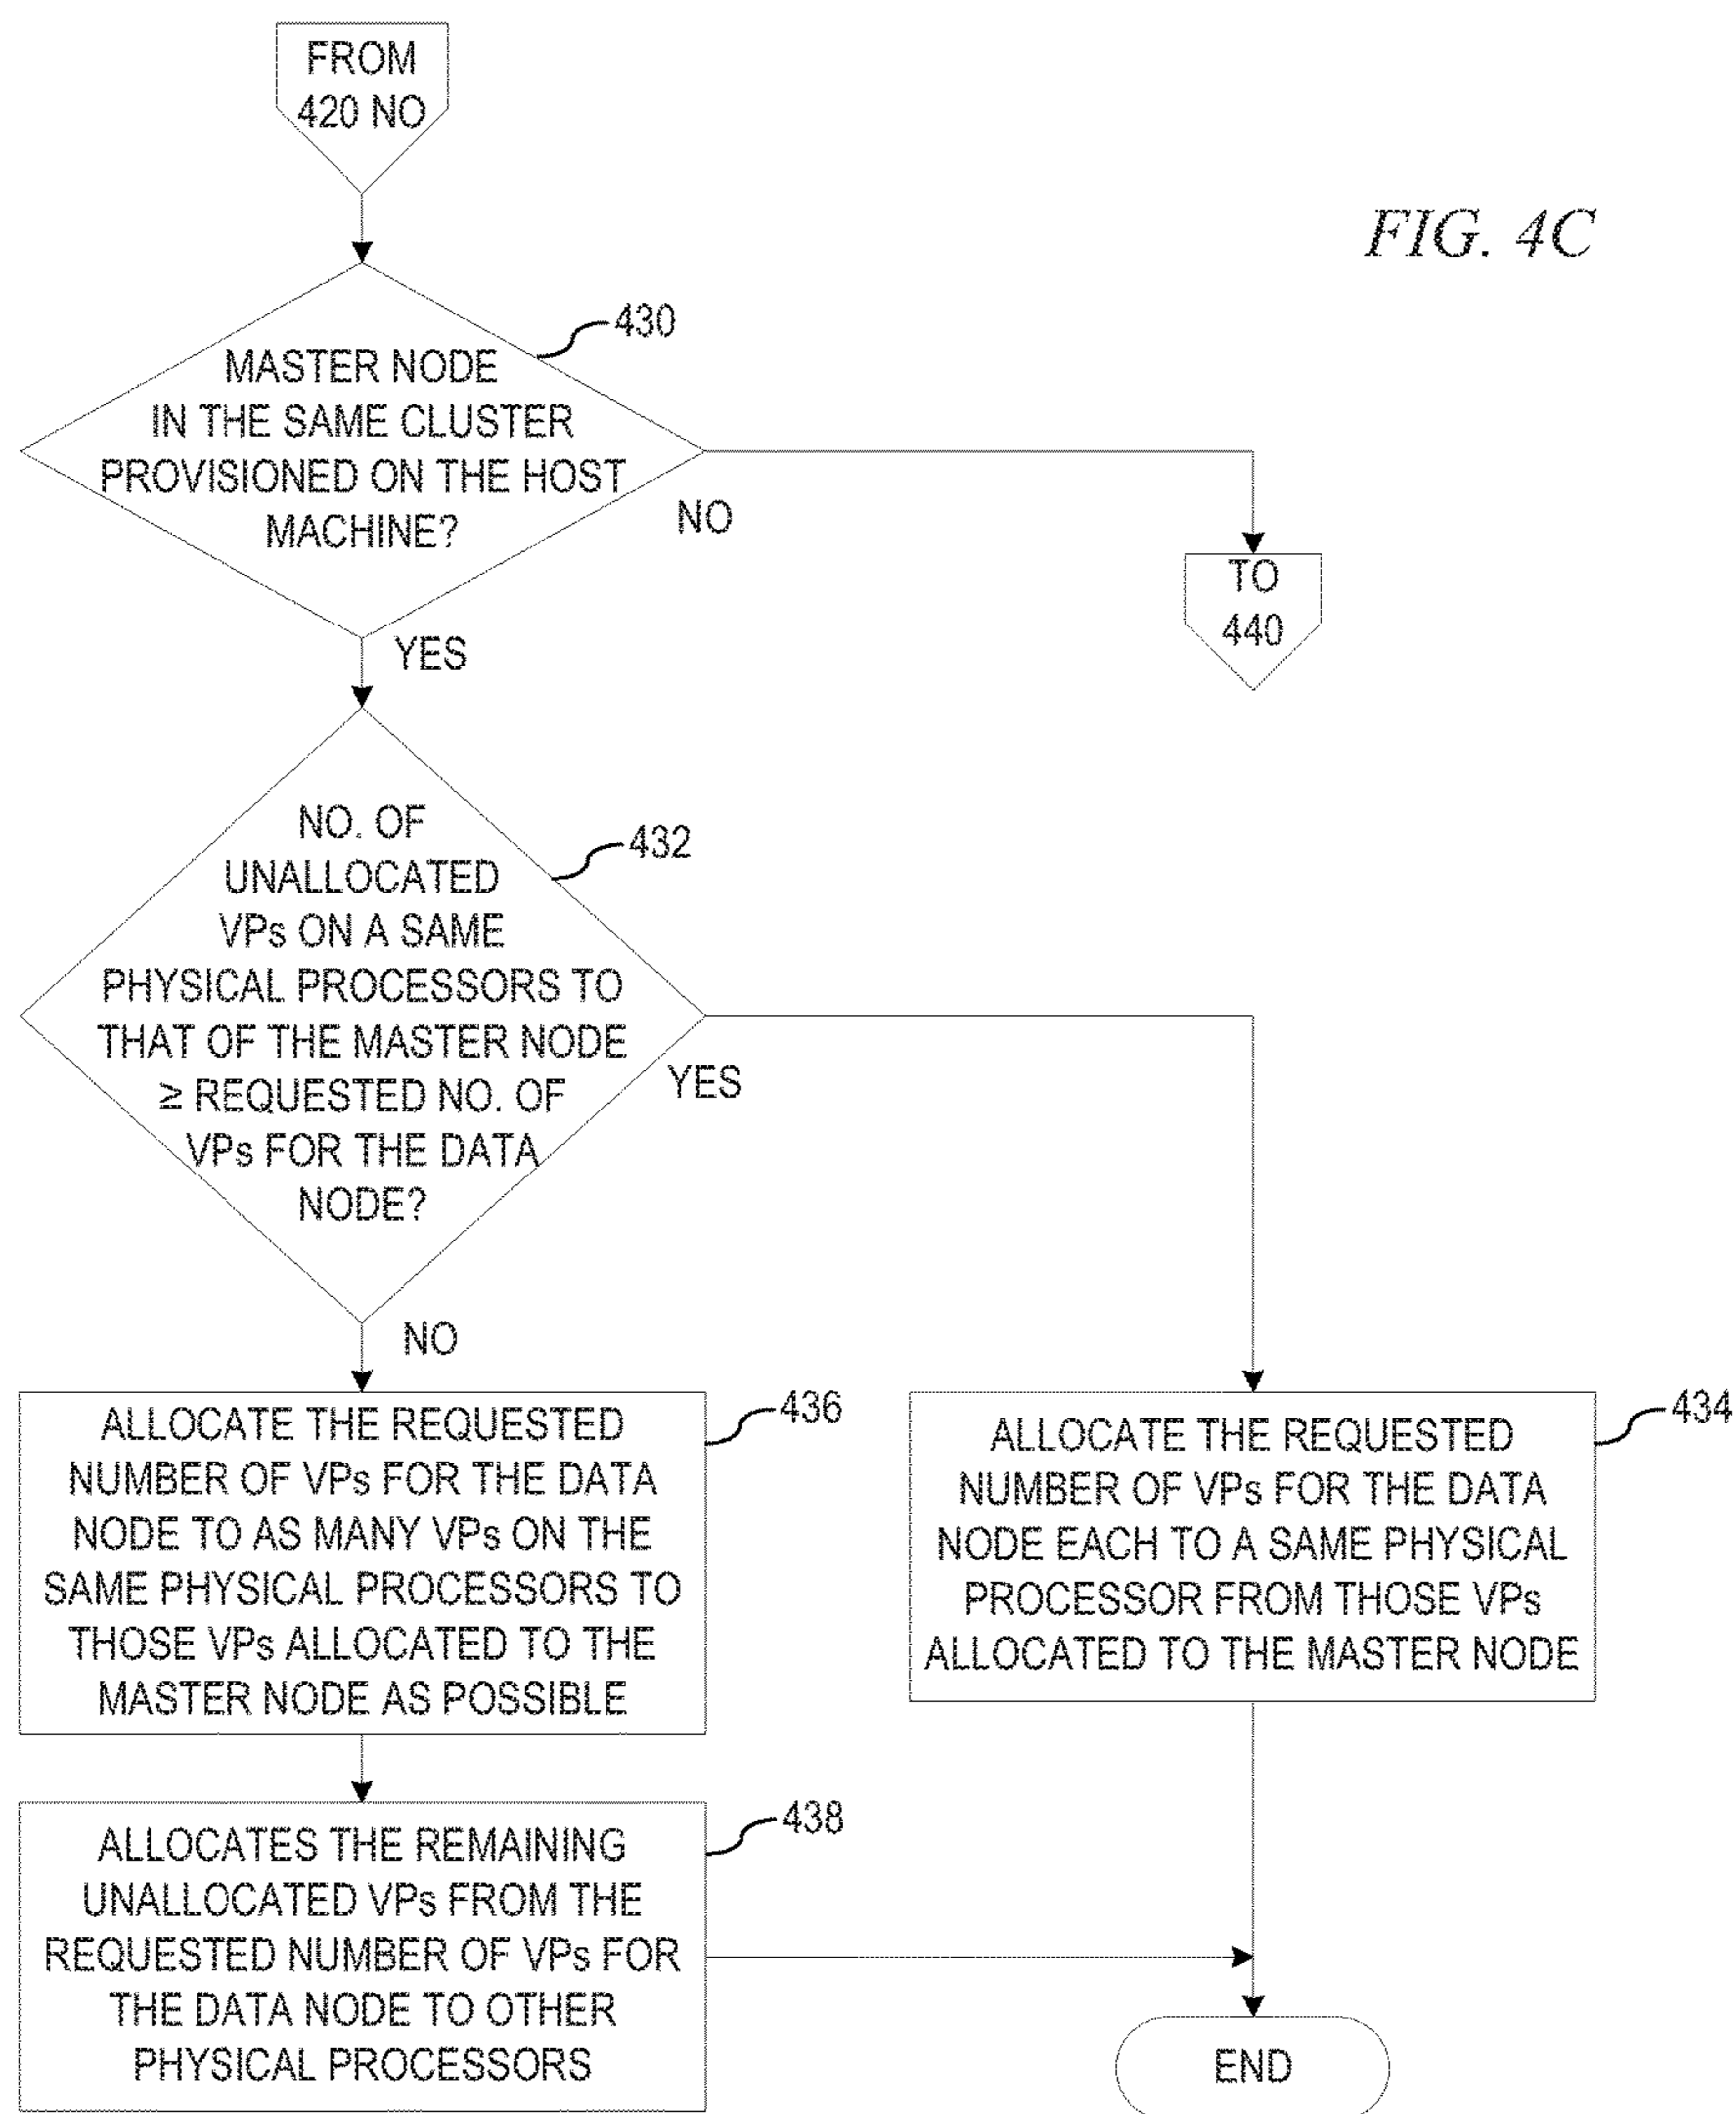 FROM
420 NO
FIG. 4C
430
MASTER NODE
IN THE SAME CLUSTER
PROVISIONED ON THE HOST
MACHINE?
NO
TO
440
YES
432
NO. OF
UNALLOCATED
VPs ON A SAME
PHYSICAL PROCESSORS TO
THAT OF THE MASTER NODE
≥ REQUESTED NO. OF
VPs FOR THE DATA
NODE?
YES
NO
436
ALLOCATE THE REQUESTED
NUMBER OF VPs FOR THE DATA
NODE TO AS MANY VPs ON THE
SAME PHYSICAL PROCESSORS TO
THOSE VPs ALLOCATED TO THE
MASTER NODE AS POSSIBLE
434
ALLOCATE THE REQUESTED
NUMBER OF VPs FOR THE DATA
NODE EACH TO A SAME PHYSICAL
PROCESSOR FROM THOSE VPs
ALLOCATED TO THE MASTER NODE
438
ALLOCATES THE REMAINING
UNALLOCATED VPs FROM THE
REQUESTED NUMBER OF VPs FOR
THE DATA NODE TO OTHER
PHYSICAL PROCESSORS
END